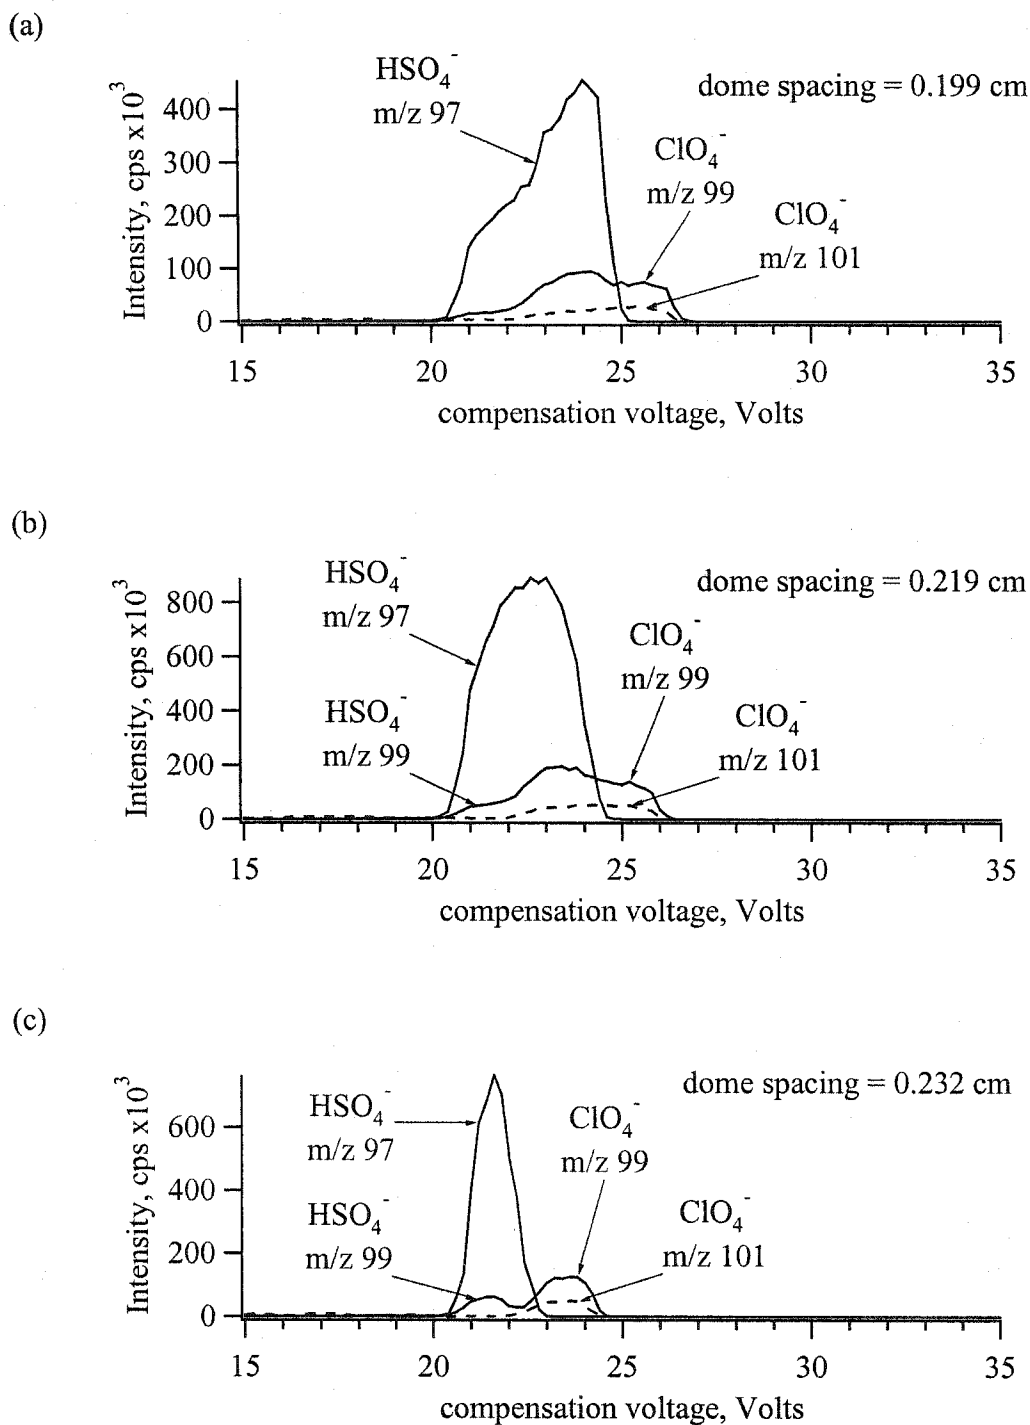 (a)
HSO4-
m/z 97
dome spacing = 0.199 cm
ClO4-
m/z 99
ClO4-
m/z 101
Intensity, cps x10^3
400
300
200
100
0
15 20 25 30 35
compensation voltage, Volts
(b)
HSO4-
m/z 97
dome spacing = 0.219 cm
ClO4-
m/z 99
HSO4-
m/z 99
ClO4-
m/z 101
Intensity, cps x10^3
800
600
400
200
0
15 20 25 30 35
compensation voltage, Volts
(c)
dome spacing = 0.232 cm
HSO4-
m/z 97
ClO4-
m/z 99
HSO4-
m/z 99
ClO4-
m/z 101
Intensity, cps x10^3
600
400
200
0
15 20 25 30 35
compensation voltage, Volts